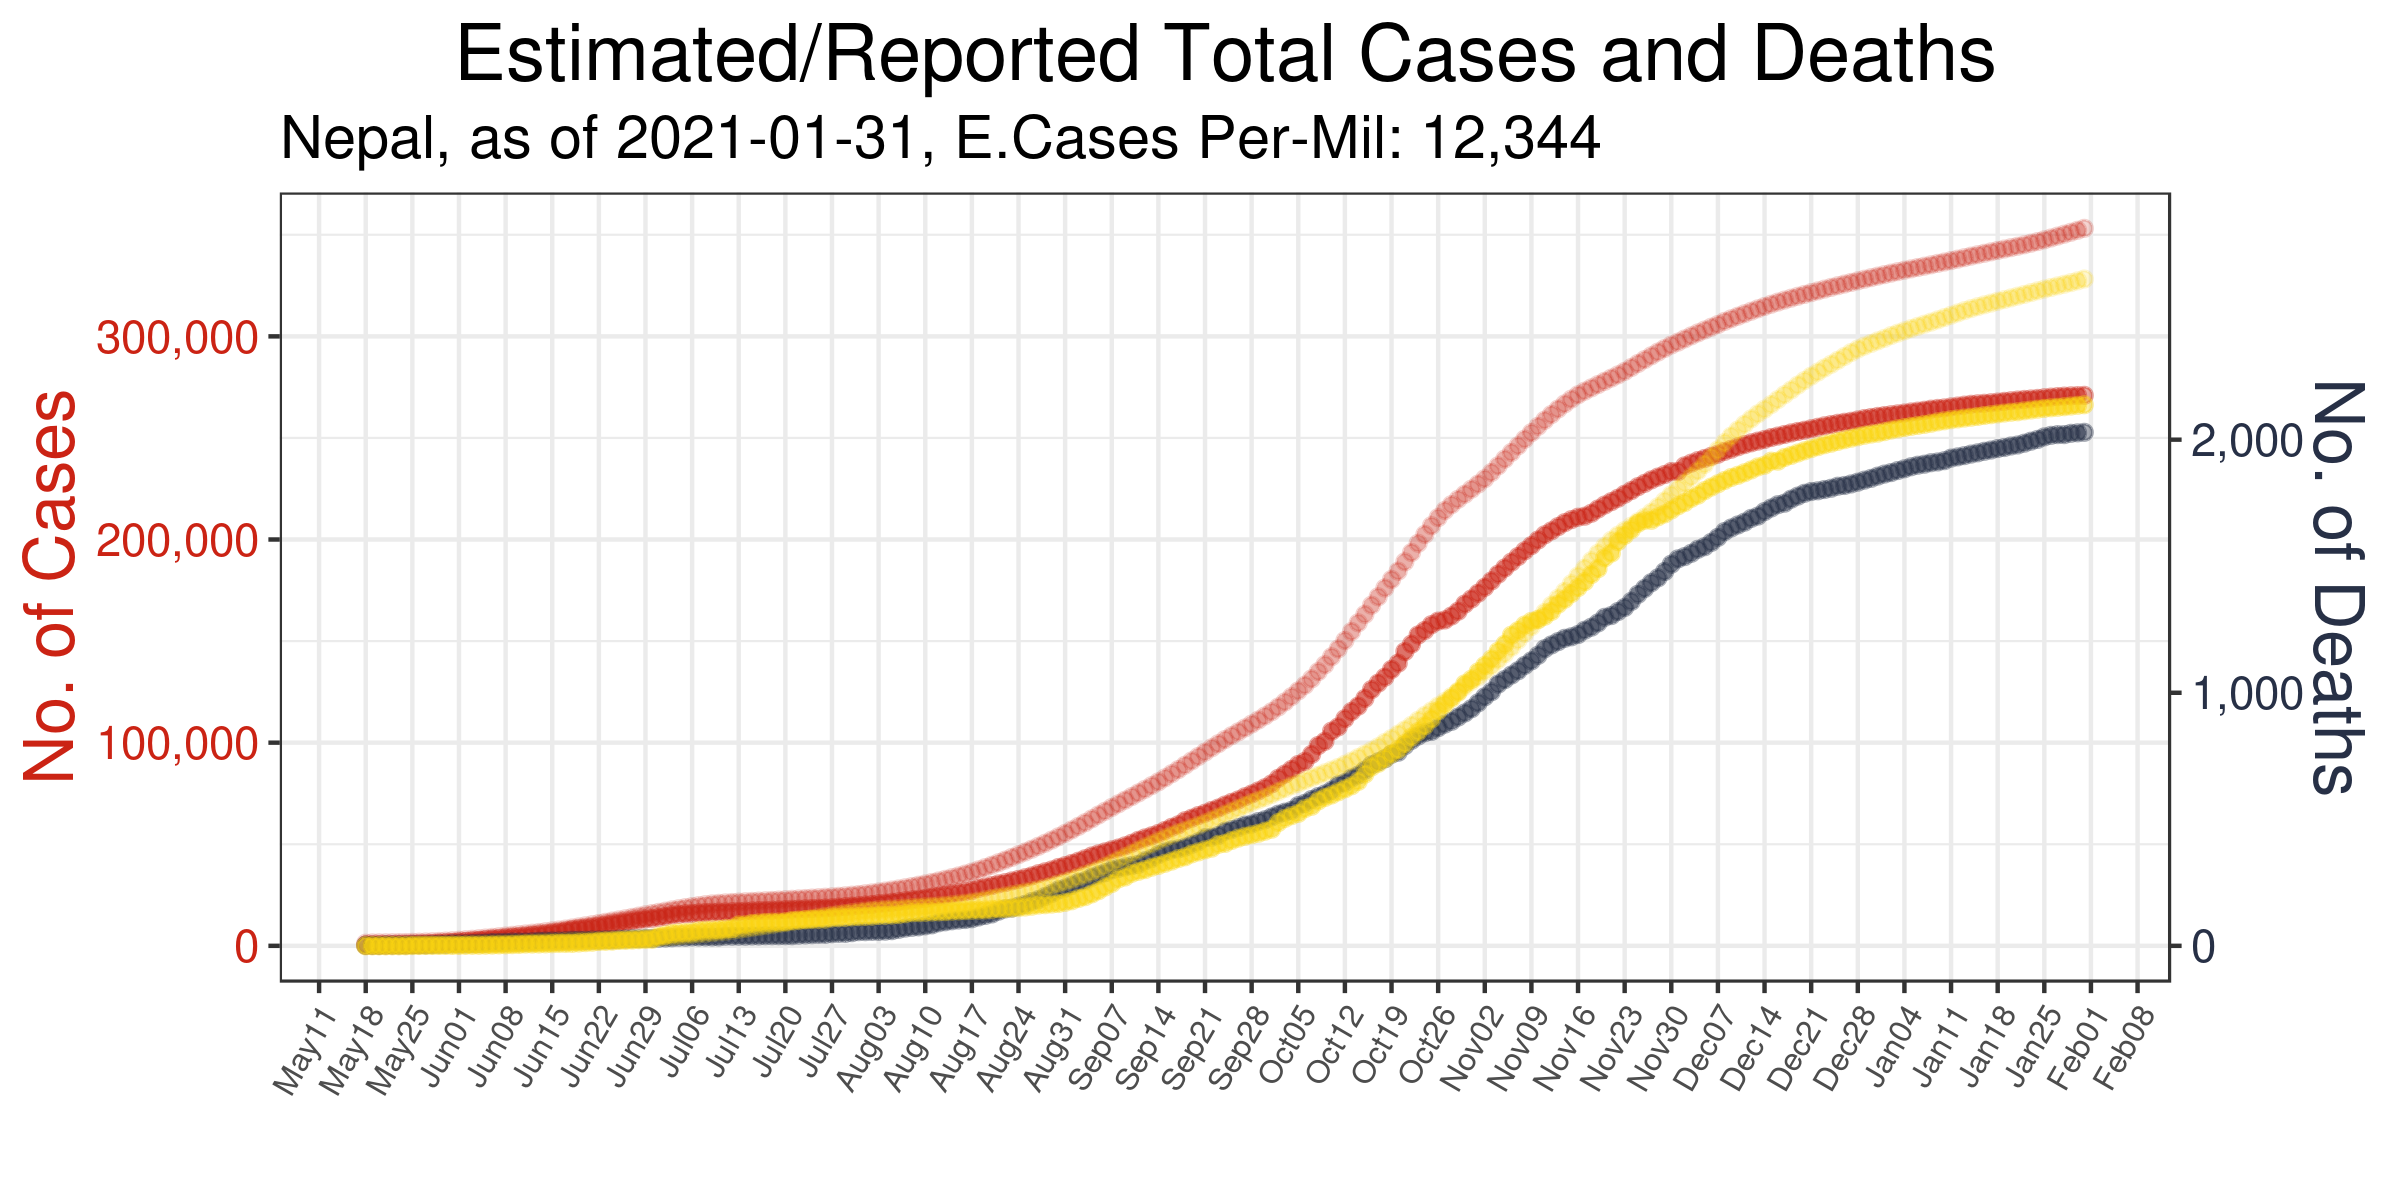 Estimated/Reported Total Cases and Deaths
Nepal, as of 2021-01-31, E.Cases Per-Mil: 12,344
No. of Cases
300,000
200,000
100,000
0
2,000
1,000
0
No. of Deaths
May11
May18
May25
Jun01
Jun08
Jun15
Jun22
Jun29
Jul06
Jul13
Jul20
Jul27
Aug03
Aug10
Aug17
Aug24
Aug31
Sep07
Sep14
Sep21
Sep28
Oct05
Oct12
Oct19
Oct26
Nov02
Nov09
Nov16
Nov23
Nov30
Dec07
Dec14
Dec21
Dec28
Jan04
Jan11
Jan18
Jan25
Feb01
Feb08